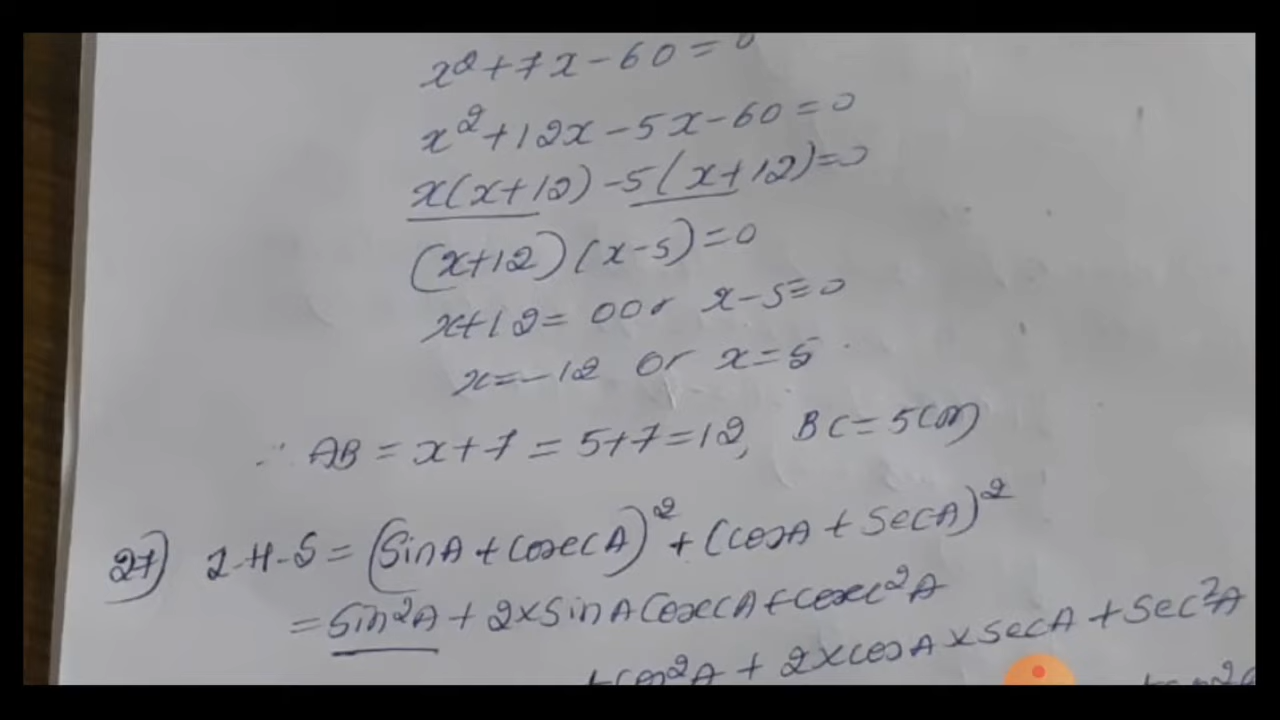 x²+7x-60=0
x²+12x-5x-60=0
x(x+12)-5(x+12)=0
(x+12)(x-5)=0
x+12=0 or x-5=0
x=-12 or x=5
∴ AB = x+7 = 5+7=12, BC=5cm
27) L-H-S = (SinA + CosecA)² + (cosA + SecA)²
= Sin²A + 2×SinA CosecA + Cosec²A
+cos²A + 2×cosA×SecA + Sec²A